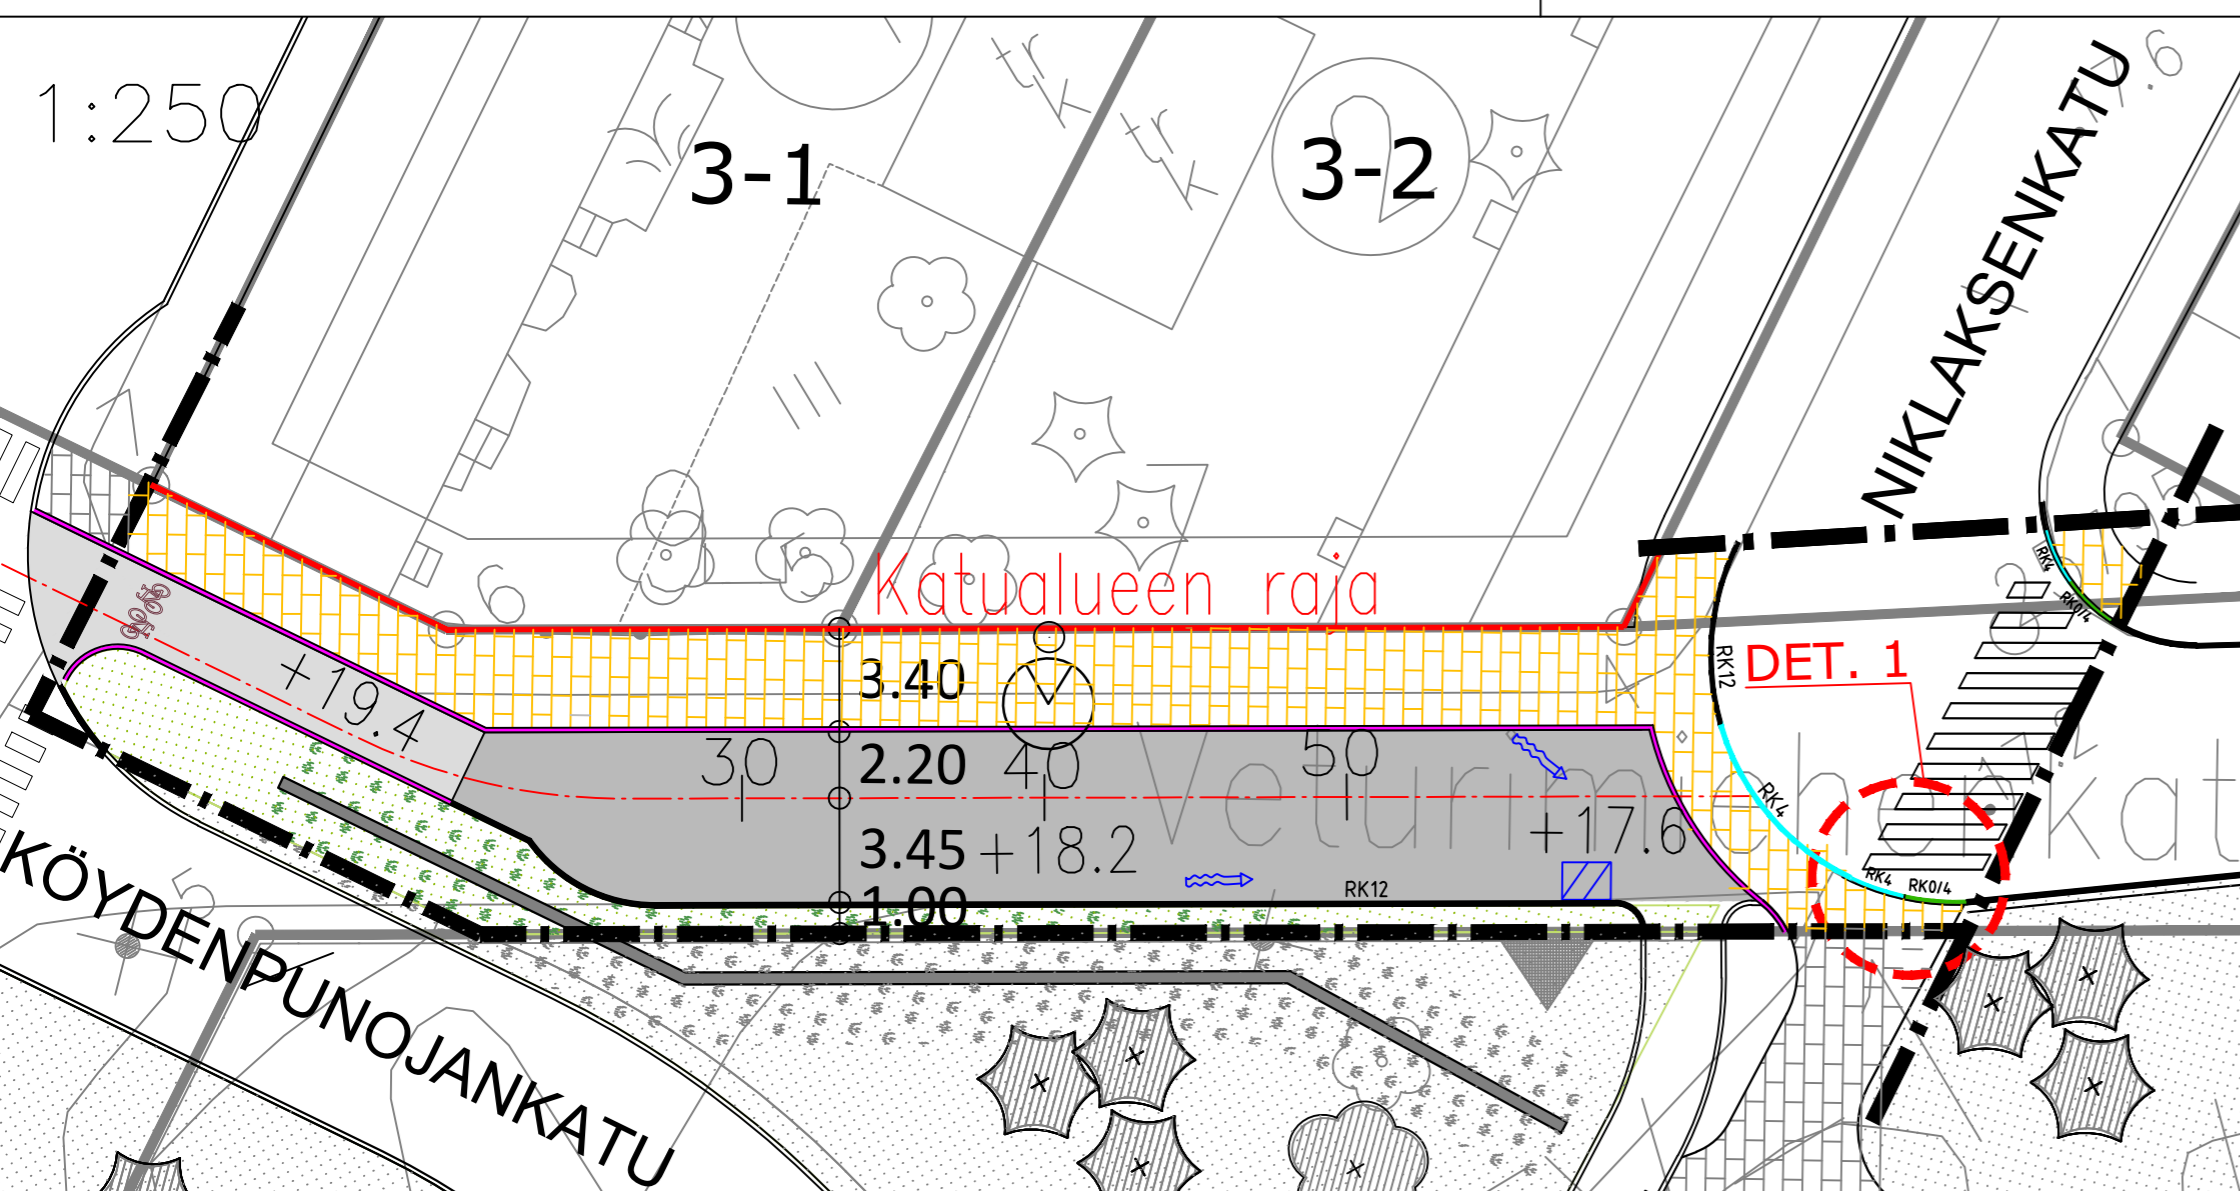 1:250
3-1
3-2
NIKLAKSENKATU
Katualueen raja
RK4
RK0/4
RK12
DET. 1
3.40
+19.4
30
2.20
40
50
RK4
+17.6
3.45
+18.2
RK12
RK4
RK0/4
1.00
KÖYDENPUNOJANKATU